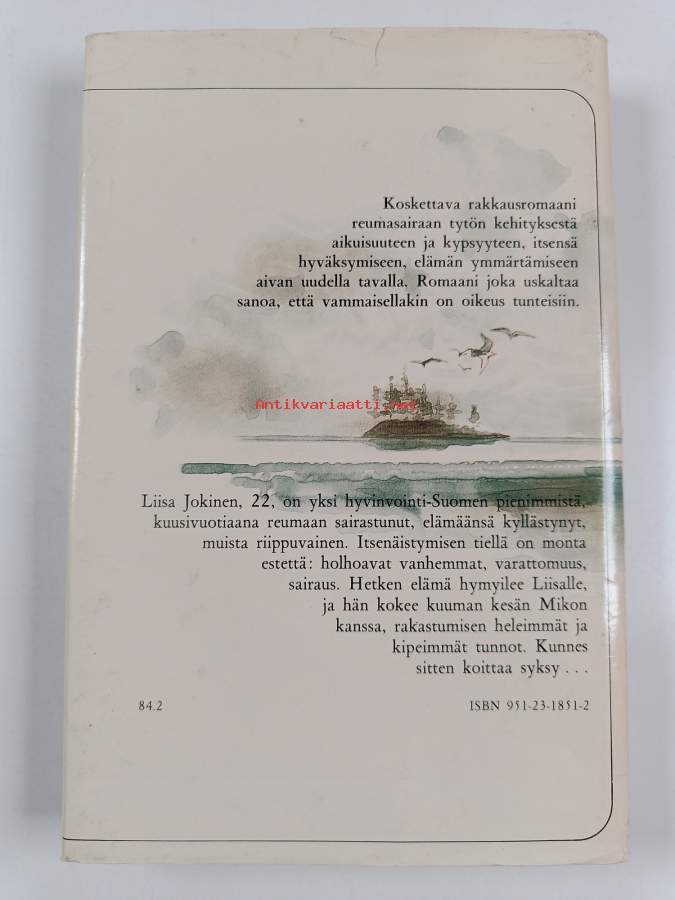 Koskettava rakkausromaani
reumasairaan tytön kehityksestä
aikuisuuteen ja kypsyyteen, itsensä
hyväksymiseen, elämän ymmärtämiseen
aivan uudella tavalla. Romaani joka uskaltaa
sanoa, että vammaisellakin on oikeus tunteisiin.
Antikvariaatti.net
Liisa Jokinen, 22, on yksi hyvinvointi-Suomen pienimmistä,
kuusivuotiaana reumaan sairastunut, elämäänsä kyllästynyt,
muista riippuvainen. Itsenäistymisen tiellä on monta
estettä: holhoavat vanhemmat, varattomuus,
sairaus. Hetken elämä hymyilee Liisalle,
ja hän kokee kuuman kesän Mikon
kanssa, rakastumisen heleimmät ja
kipeimmät tunnot. Kunnes
sitten koittaa syksy . . .
84.2
ISBN 951-23-1851-2